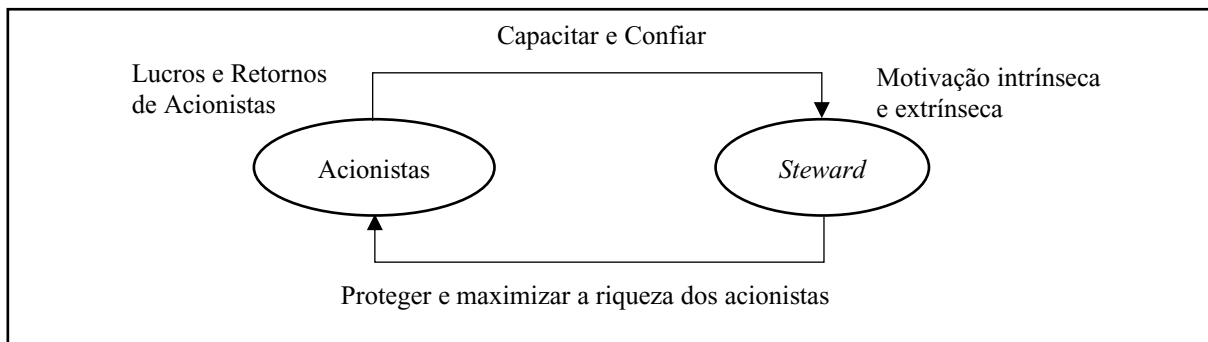 Capacitar e Confiar
Lucros e Retornos
de Acionistas
Motivação intrínseca
e extrínseca
Acionistas
Steward
Proteger e maximizar a riqueza dos acionistas